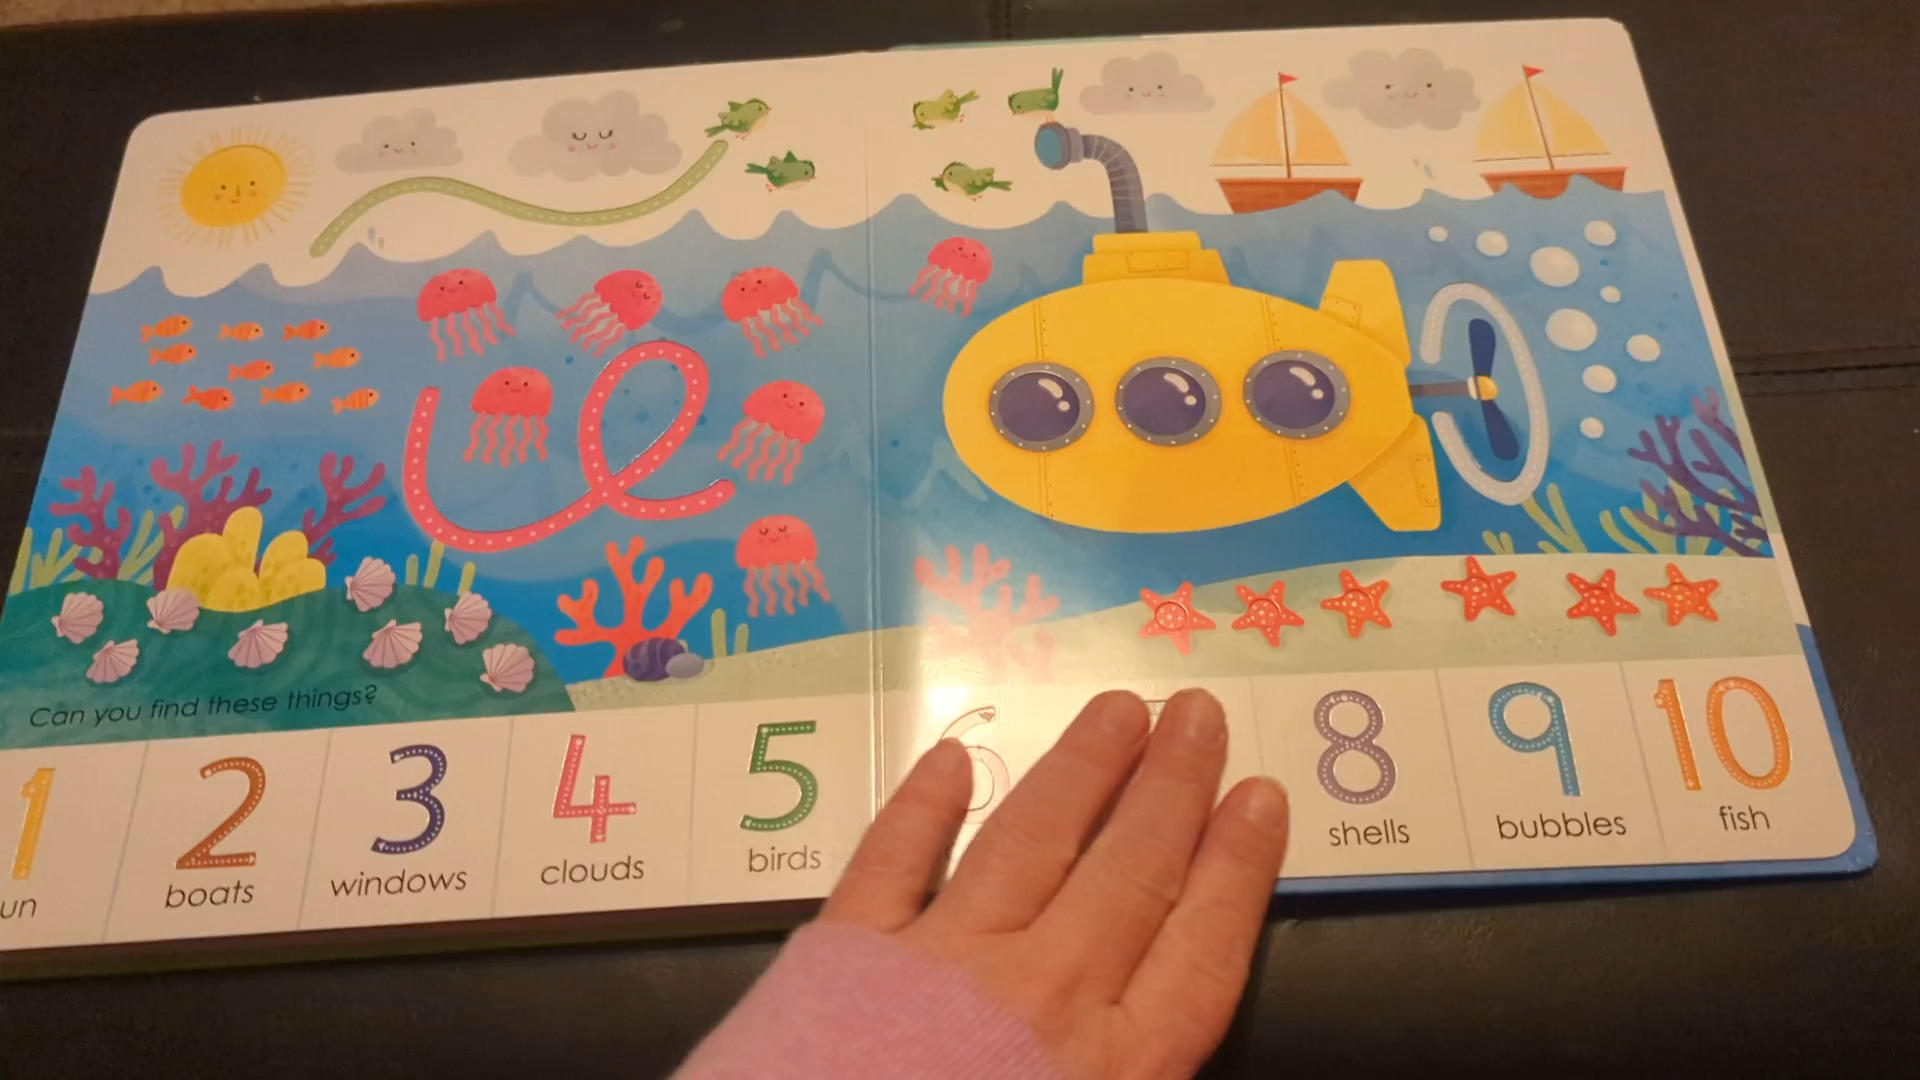 Can you find these things?
1 2 3 4 5 6 8 9 10
un boats windows clouds birds shells bubbles fish